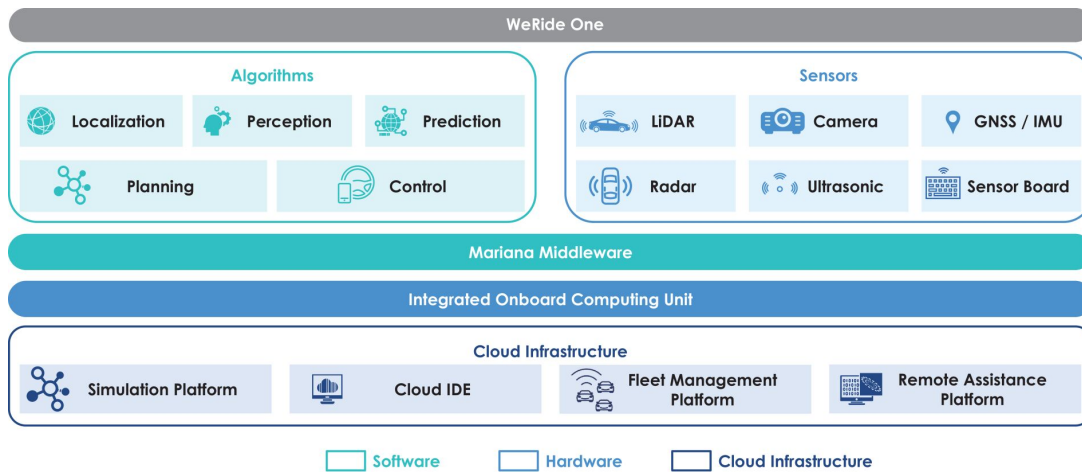 WeRide One
Algorithms
Localization
Perception
Prediction
Planning
Control
Sensors
LiDAR
Camera
GNSS / IMU
Radar
Ultrasonic
Sensor Board
Mariana Middleware
Integrated Onboard Computing Unit
Cloud Infrastructure
Simulation Platform
Cloud IDE
Fleet Management
Platform
Remote Assistance
Platform
Software
Hardware
Cloud Infrastructure